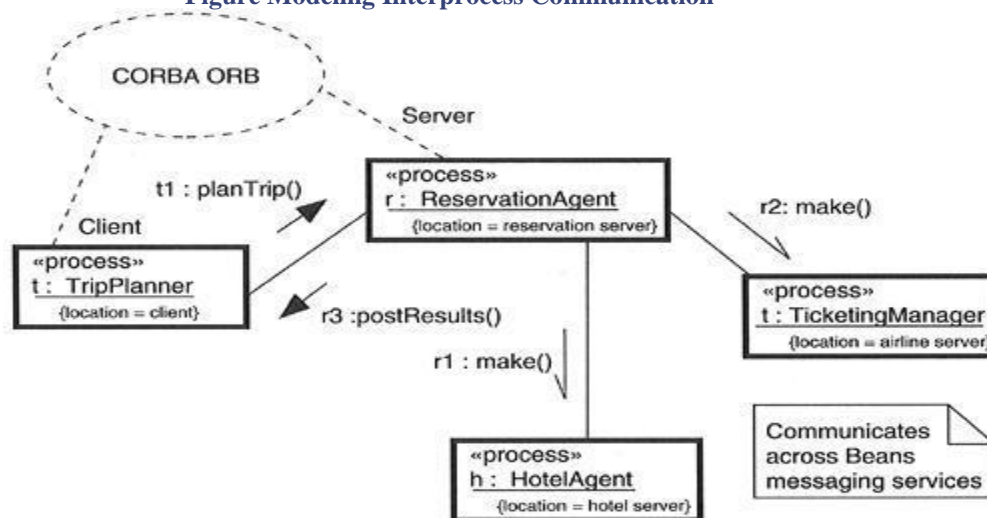 Figure Modeling Interprocess Communication
CORBA ORB
Server
«process»
r : ReservationAgent
{location = reservation server}
t1 : planTrip()
Client
«process»
t : TripPlanner
{location = client}
r3 :postResults()
r2: make()
«process»
t : TicketingManager
{location = airline server}
r1 : make()
«process»
h : HotelAgent
{location = hotel server}
Communicates
across Beans
messaging services